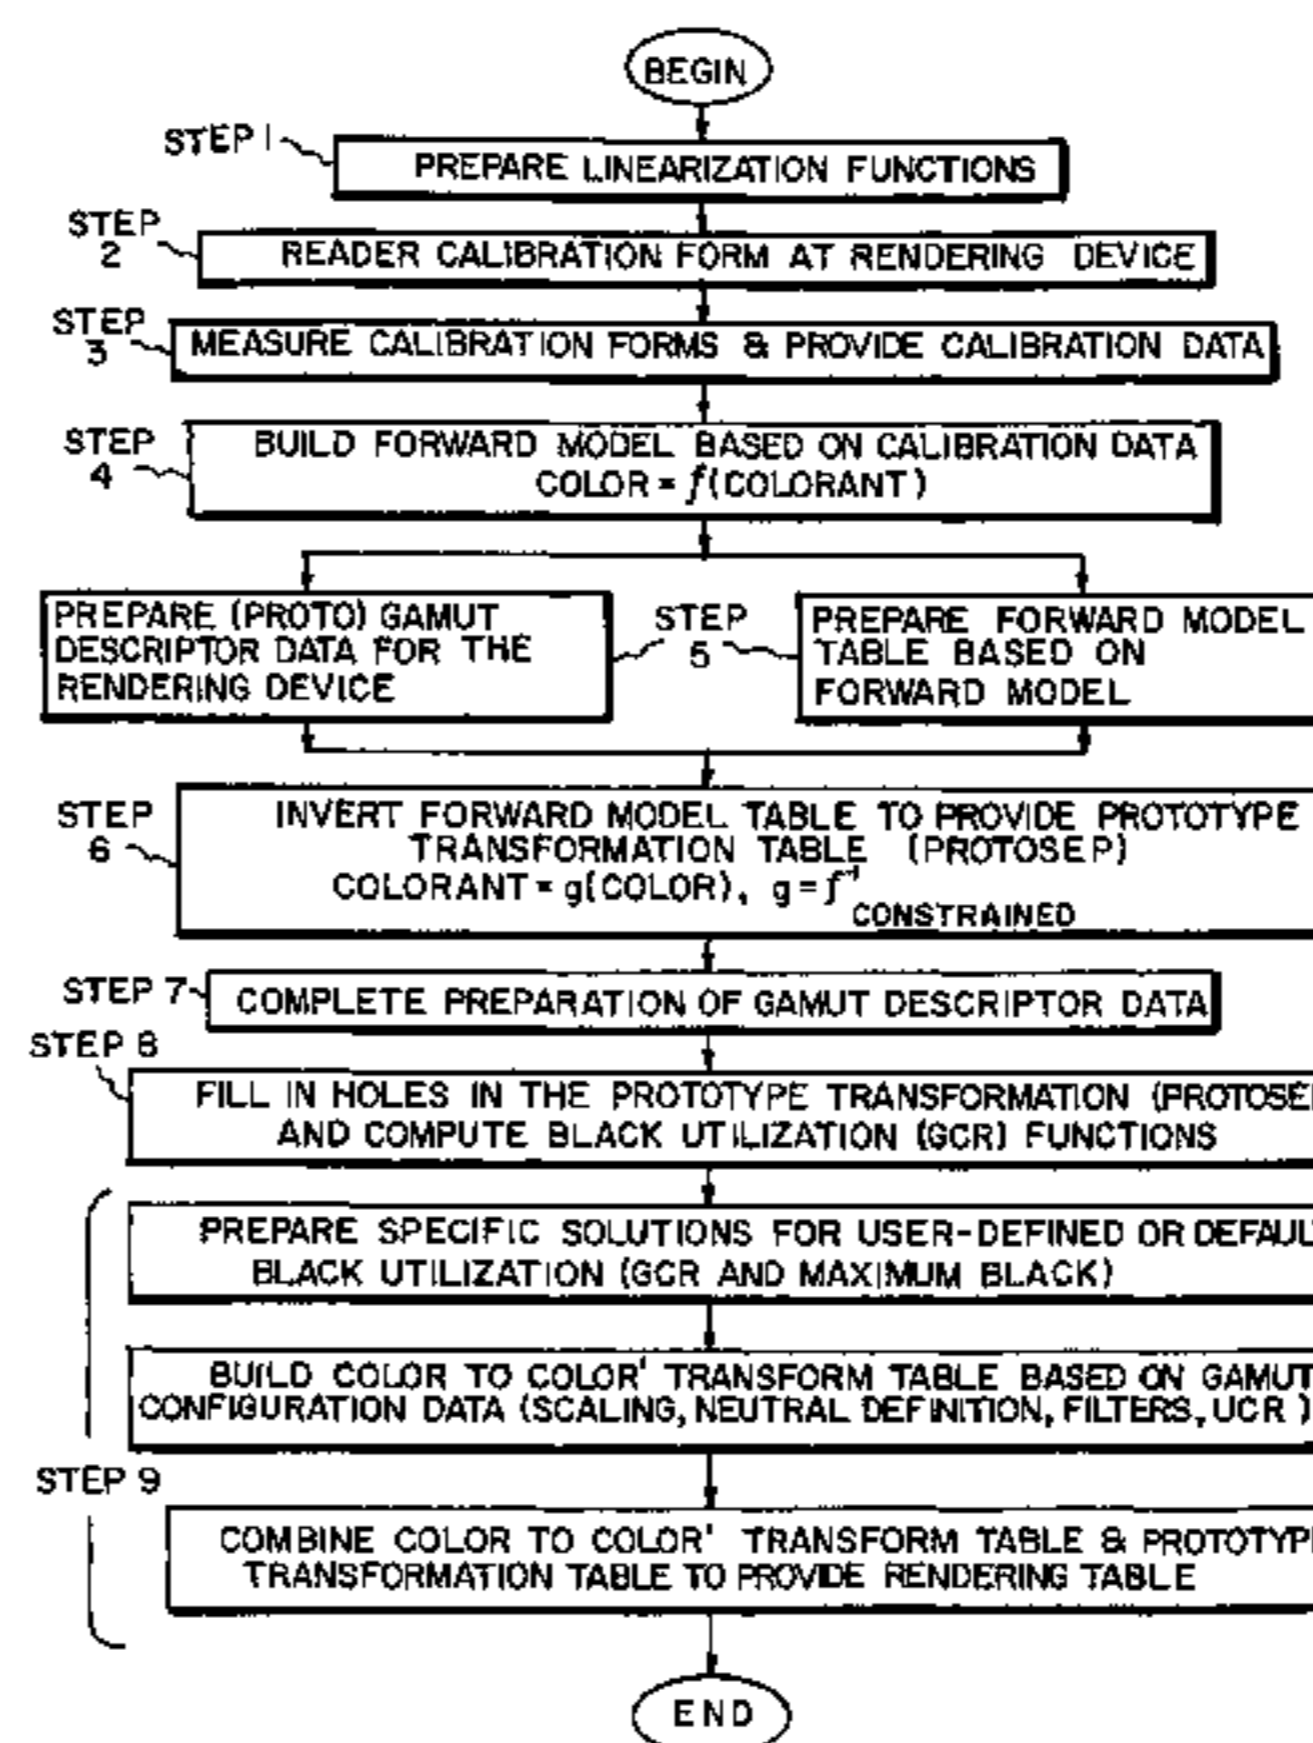 BEGIN
STEP 1
PREPARE LINEARIZATION FUNCTIONS
STEP
2
READER CALIBRATION FORM AT RENDERING DEVICE
STEP
3
MEASURE CALIBRATION FORMS & PROVIDE CALIBRATION DATA
STEP
4
BUILD FORWARD MODEL BASED ON CALIBRATION DATA
COLOR = f(COLORANT)
PREPARE (PROTO) GAMUT
DESCRIPTOR DATA FOR THE
RENDERING DEVICE
STEP
5
PREPARE FORWARD MODEL
TABLE BASED ON
FORWARD MODEL
STEP
6
INVERT FORWARD MODEL TABLE TO PROVIDE PROTOTYPE
TRANSFORMATION TABLE (PROTOSEP)
COLORANT = g(COLOR), g = f⁻¹
CONSTRAINED
STEP 7
COMPLETE PREPARATION OF GAMUT DESCRIPTOR DATA
STEP 8
FILL IN HOLES IN THE PROTOTYPE TRANSFORMATION (PROTOSE
AND COMPUTE BLACK UTILIZATION (GCR) FUNCTIONS
PREPARE SPECIFIC SOLUTIONS FOR USER-DEFINED OR DEFAUL
BLACK UTILIZATION (GCR AND MAXIMUM BLACK)
BUILD COLOR TO COLOR' TRANSFORM TABLE BASED ON GAMUT
CONFIGURATION DATA (SCALING, NEUTRAL DEFINITION, FILTERS, UCR)
STEP 9
COMBINE COLOR TO COLOR' TRANSFORM TABLE & PROTOTYP
TRANSFORMATION TABLE TO PROVIDE RENDERING TABLE
END